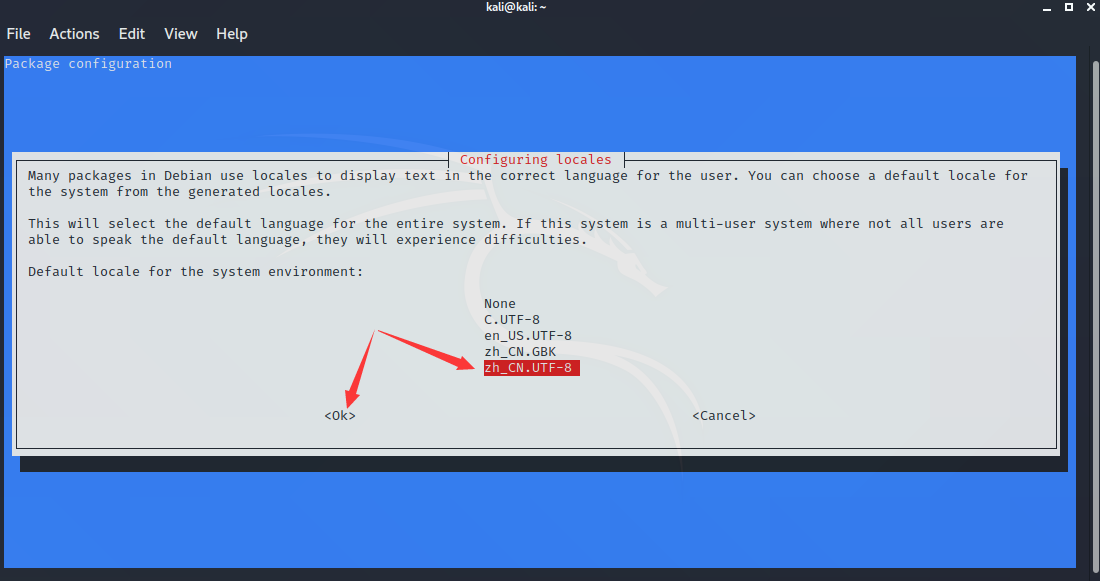 kali@kali: ~
File Actions Edit View Help
Package configuration
Configuring locales
Many packages in Debian use locales to display text in the correct language for the user. You can choose a default locale for
the system from the generated locales.
This will select the default language for the entire system. If this system is a multi-user system where not all users are
able to speak the default language, they will experience difficulties.
Default locale for the system environment:
None
C.UTF-8
en_US.UTF-8
zh_CN.GBK
zh_CN.UTF-8
<Ok> <Cancel>